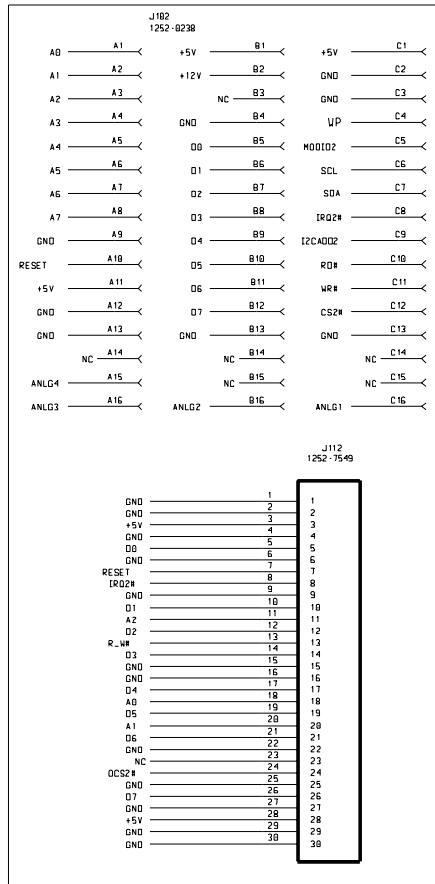 J102
1252-8238
A0 A1 +5V B1 +5V C1
A1 A2 +12V B2 GND C2
A2 A3 NC B3 GND C3
A3 A4 GND B4 WP C4
A4 A5 D0 B5 MODID2 C5
A5 A6 D1 B6 SCL C6
A6 A7 D2 B7 SDA C7
A7 A8 D3 B8 IRQ2# C8
GND A9 D4 B9 I2CADD2 C9
RESET A10 D5 B10 RD# C10
+5V A11 D6 B11 WR# C11
GND A12 D7 B12 CS2# C12
GND A13 GND B13 GND C13
NC A14 NC B14 NC C14
ANLG4 A15 NC B15 NC C15
ANLG3 A16 ANLG2 B16 ANLG1 C16
J112
1252-7549
GND 1 1
GND 2 2
+5V 3 3
GND 4 4
D0 5 5
GND 6 6
RESET 7 7
IRQ2# 8 8
GND 9 9
D1 10 10
A2 11 11
D2 12 12
R_W# 13 13
D3 14 14
GND 15 15
GND 16 16
D4 17 17
A0 18 18
D5 19 19
A1 20 20
D6 21 21
GND 22 22
NC 23 23
OCS2# 24 24
GND 25 25
D7 26 26
GND 27 27
+5V 28 28
GND 29 29
GND 30 30